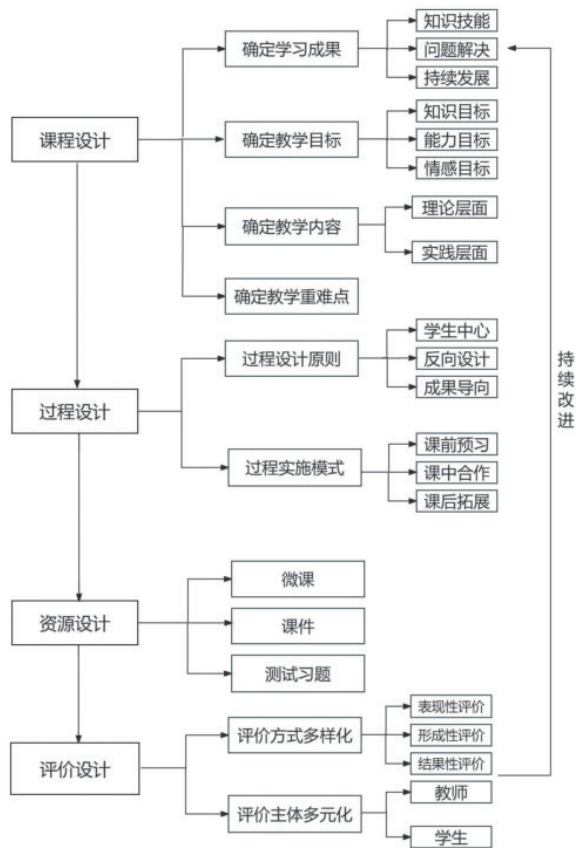 知识技能
确定学习成果
问题解决
持续发展
知识目标
课程设计
确定教学目标
能力目标
情感目标
理论层面
确定教学内容
实践层面
确定教学重难点
学生中心
过程设计原则
反向设计
成果导向
持续改进
过程设计
课前预习
过程实施模式
课中合作
课后拓展
微课
资源设计
课件
测试习题
表现性评价
评价方式多样化
形成性评价
结果性评价
评价设计
教师
评价主体多元化
学生